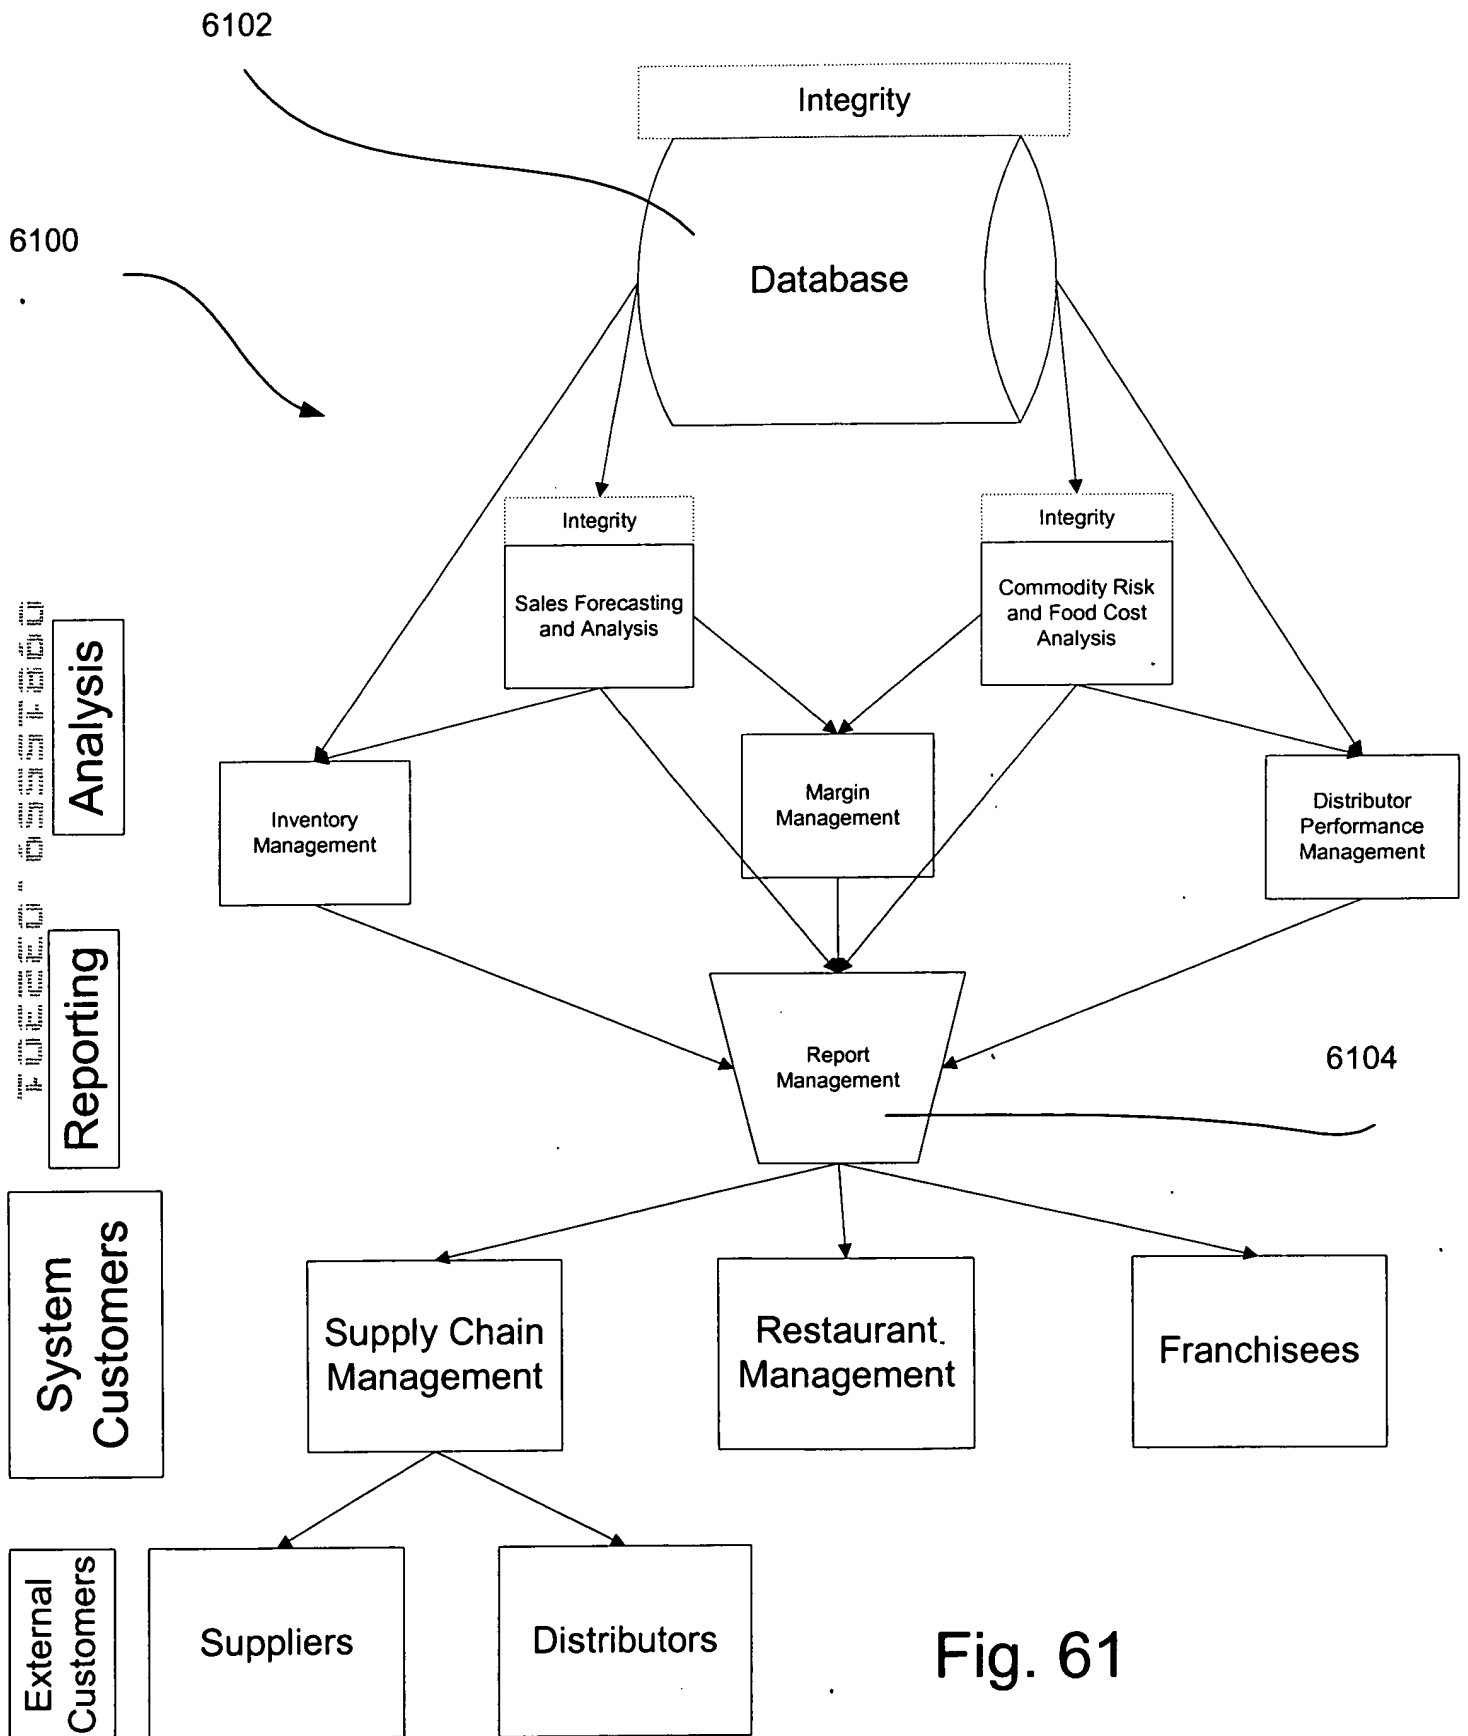 6102
Integrity
6100
Database
Integrity
Integrity
Sales Forecasting
and Analysis
Commodity Risk
and Food Cost
Analysis
Analysis
Inventory
Management
Margin
Management
Distributor
Performance
Management
Reporting
Report
Management
6104
System
Customers
Supply Chain
Management
Restaurant.
Management
Franchisees
External
Customers
Suppliers
Distributors
Fig. 61